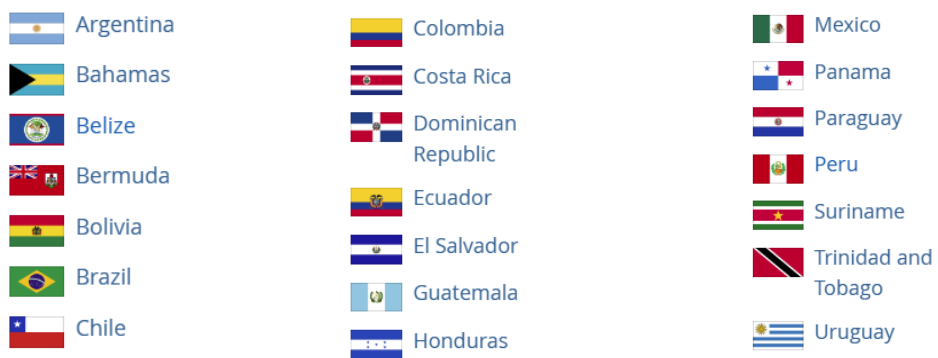 Argentina
Bahamas
Belize
Bermuda
Bolivia
Brazil
Chile
Colombia
Costa Rica
Dominican
Republic
Ecuador
El Salvador
Guatemala
Honduras
Mexico
Panama
Paraguay
Peru
Suriname
Trinidad and
Tobago
Uruguay